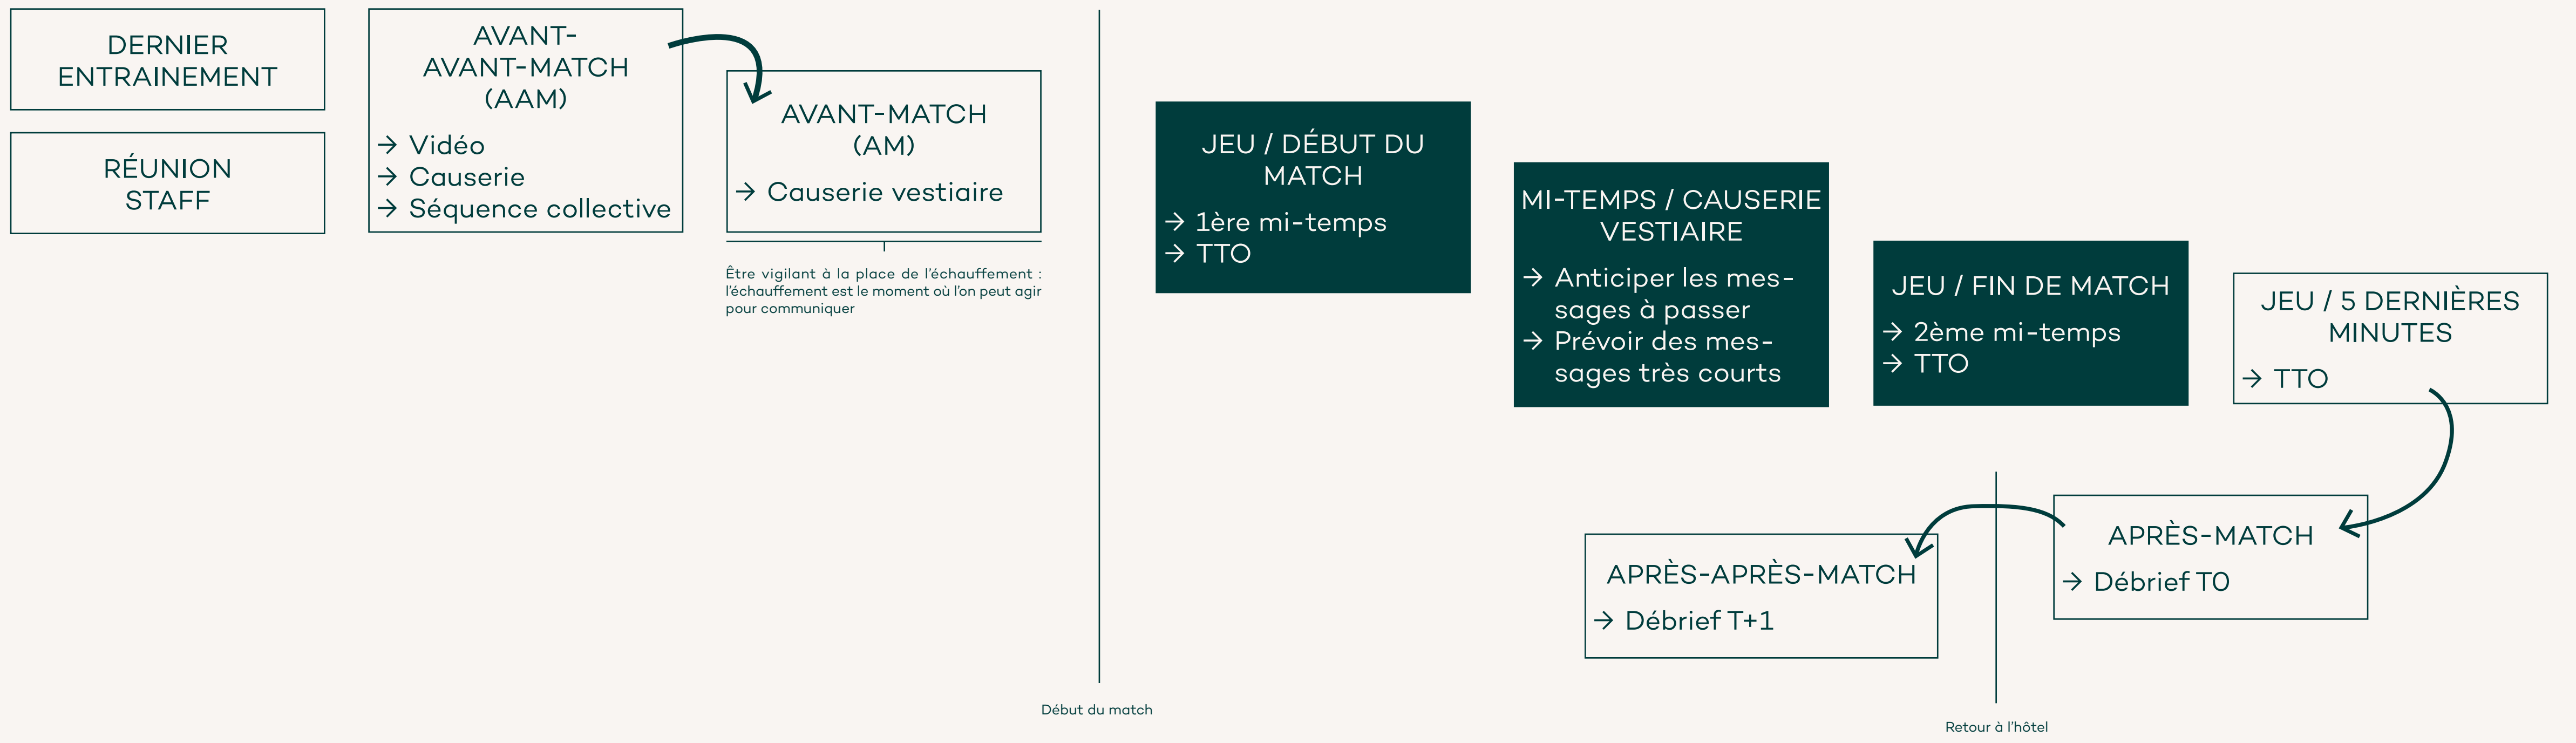 DERNIER
ENTRAINEMENT
RÉUNION
STAFF
AVANT-
AVANT-MATCH
(AAM)
→ Vidéo
→ Causerie
→ Séquence collective
AVANT-MATCH
(AM)
→ Causerie vestiaire
Être vigilant à la place de l'échauffement :
l'échauffement est le moment où l'on peut agir
pour communiquer
Début du match
JEU / DÉBUT DU
MATCH
→ 1ère mi-temps
→ TTO
MI-TEMPS / CAUSERIE
VESTIAIRE
→ Anticiper les mes-
sages à passer
→ Prévoir des mes-
sages très courts
JEU / FIN DE MATCH
→ 2ème mi-temps
→ TTO
JEU / 5 DERNIÈRES
MINUTES
→ TTO
APRÈS-MATCH
→ Débrief T0
Retour à l'hôtel
APRÈS-APRÈS-MATCH
→ Débrief T+1